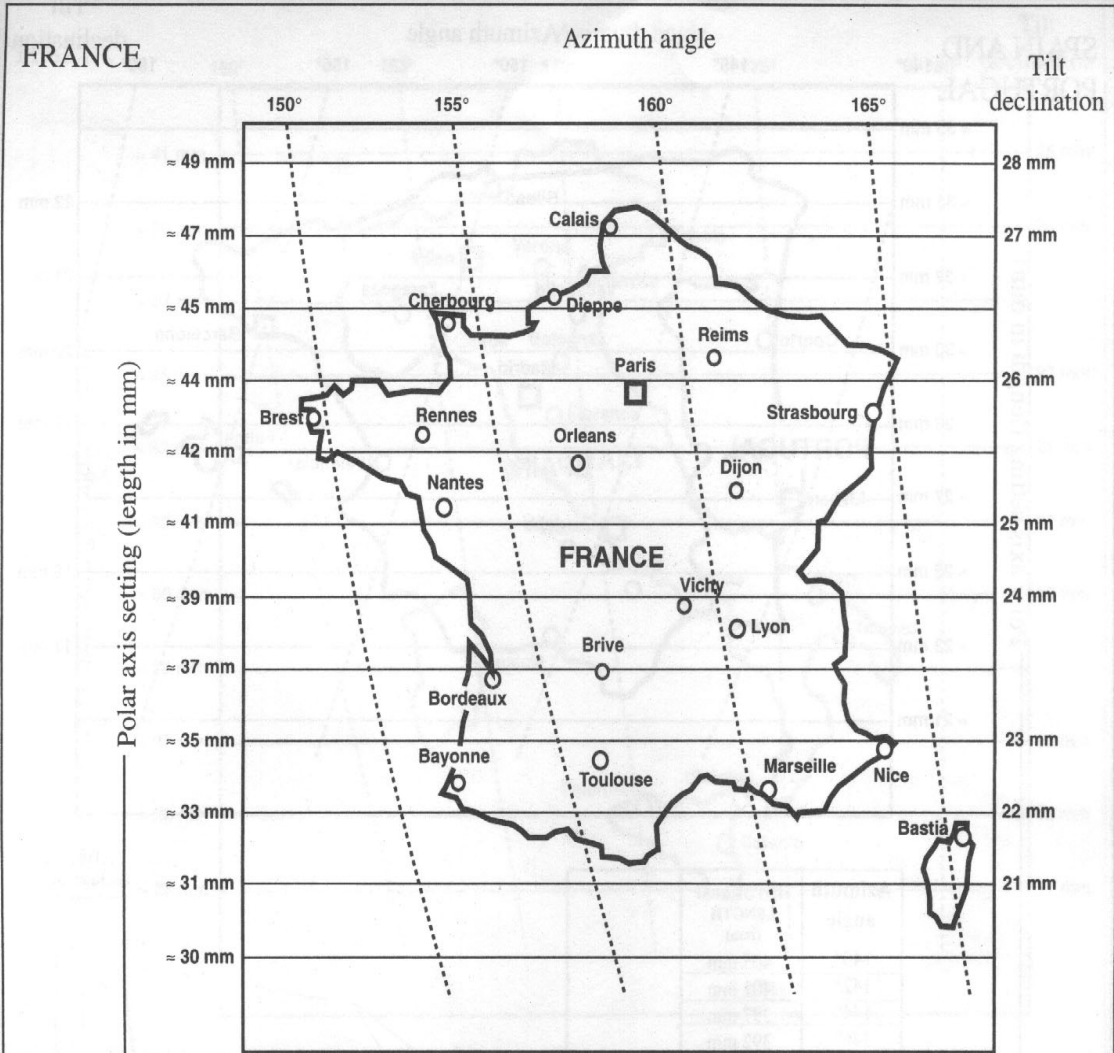 FRANCE
Azimuth angle
Tilt
declination
150° 155° 160° 165°
≈ 49 mm 28 mm
Calais
≈ 47 mm 27 mm
Cherbourg Dieppe
≈ 45 mm
Reims
Paris
≈ 44 mm 26 mm
Brest Rennes Strasbourg
Orleans
≈ 42 mm
Dijon
Nantes
≈ 41 mm 25 mm
FRANCE
Vichy
≈ 39 mm 24 mm
Lyon
Brive
≈ 37 mm
Bordeaux
≈ 35 mm 23 mm
Bayonne Toulouse Marseille Nice
≈ 33 mm 22 mm
Bastia
≈ 31 mm 21 mm
≈ 30 mm
Polar axis setting (length in mm)